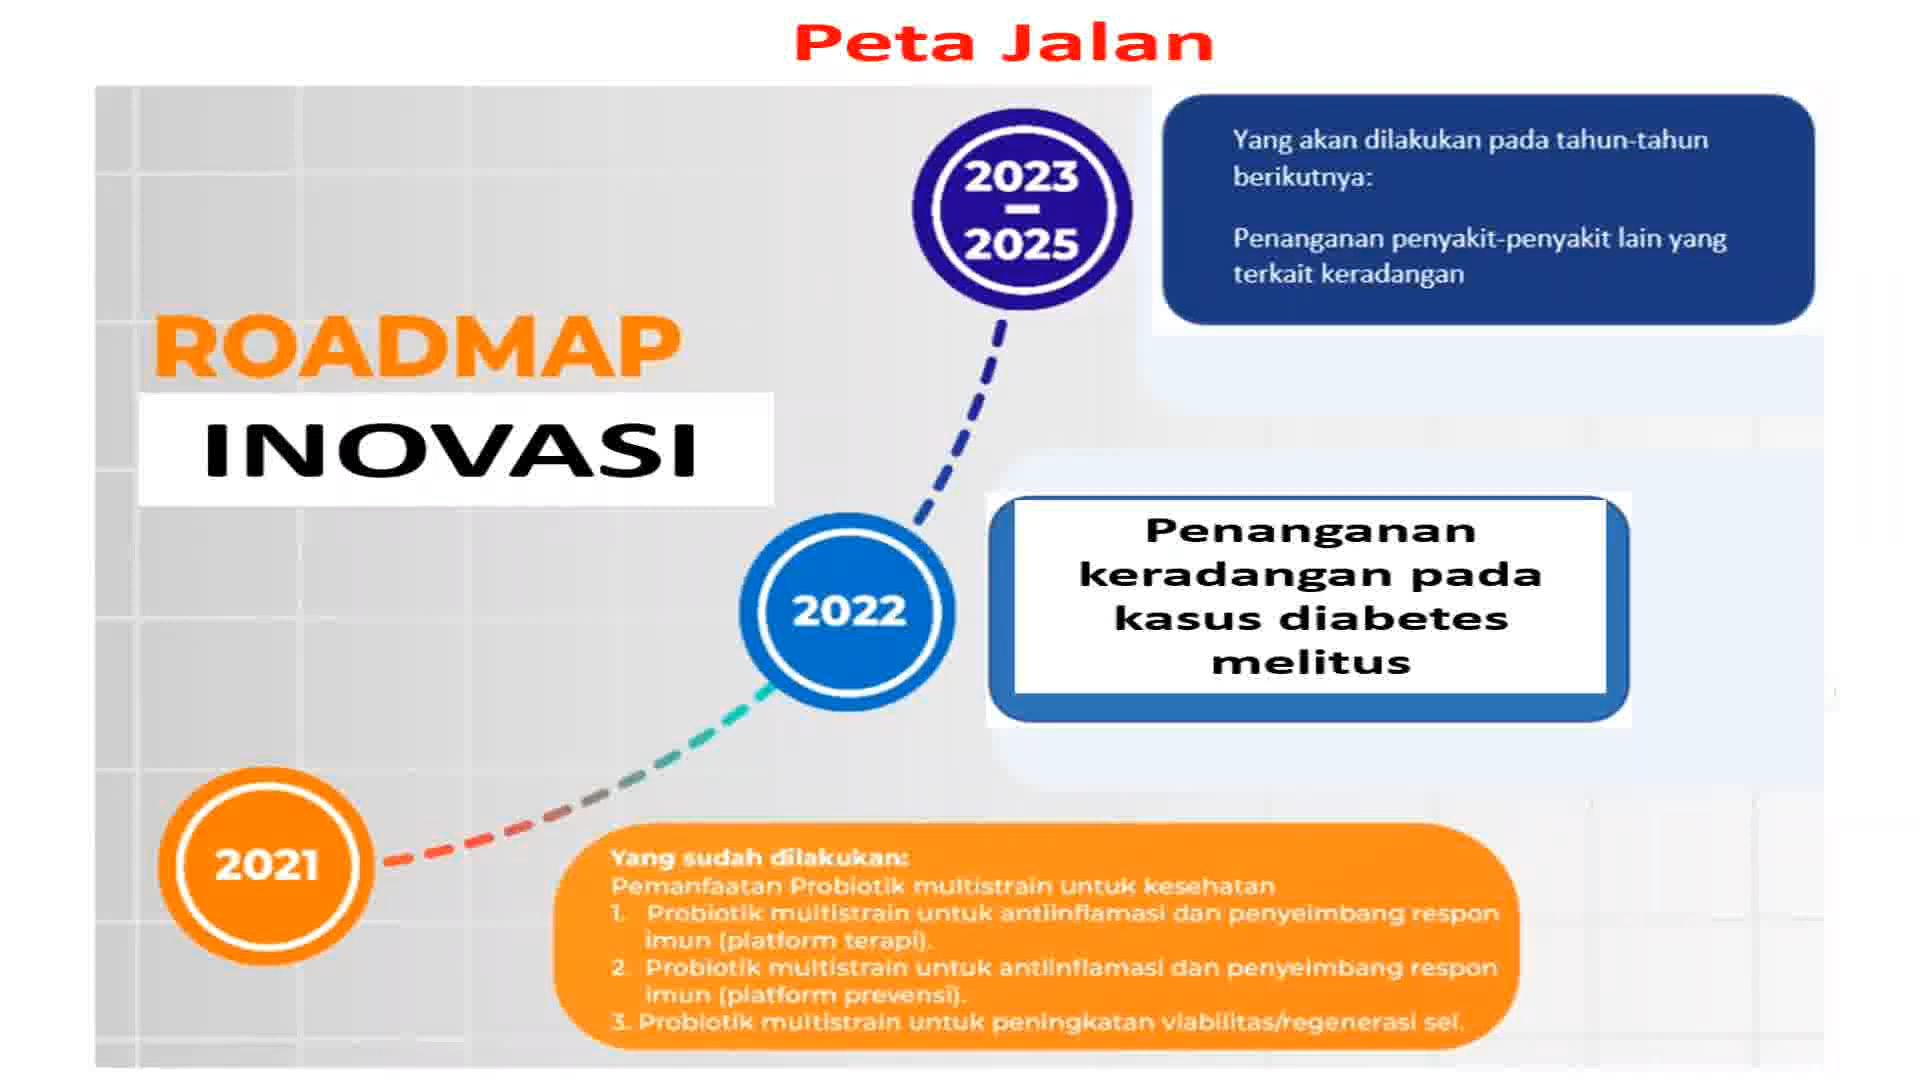 Peta Jalan
2023
–
2025
Yang akan dilakukan pada tahun-tahun
berikutnya:
Penanganan penyakit-penyakit lain yang
terkait keradangan
ROADMAP
INOVASI
2022
Penanganan
keradangan pada
kasus diabetes
melitus
2021
Yang sudah dilakukan:
Pemanfaatan Probiotik multistrain untuk kesehatan
1. Probiotik multistrain untuk antiinflamasi dan penyeimbang respon
imun (platform terapi).
2. Probiotik multistrain untuk antiinflamasi dan penyeimbang respon
imun (platform prevensi).
3. Probiotik multistrain untuk peningkatan viabilitas/regenerasi sel.